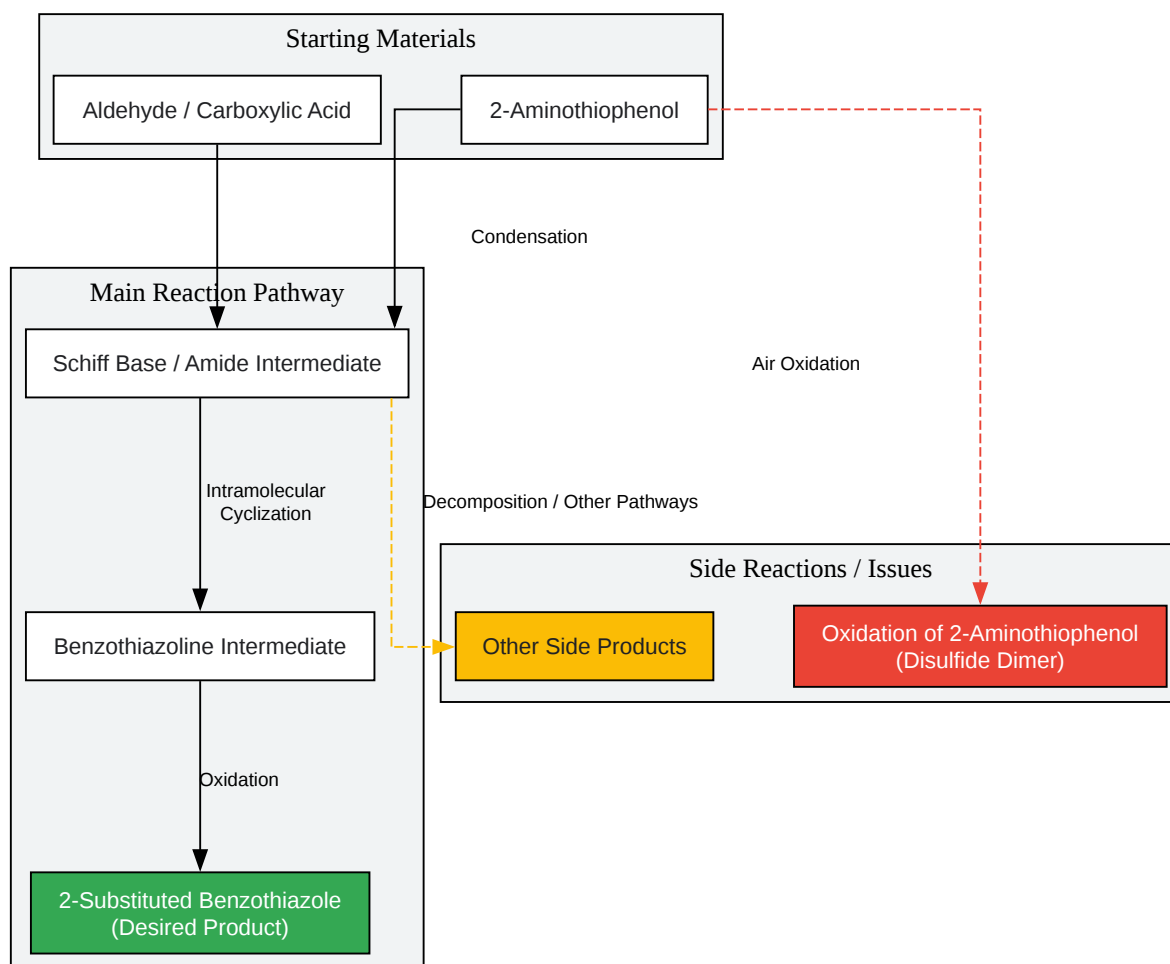 Starting Materials
Aldehyde / Carboxylic Acid
2-Aminothiophenol
Condensation
Main Reaction Pathway
Schiff Base / Amide Intermediate
Air Oxidation
Intramolecular
Cyclization
Decomposition / Other Pathways
Side Reactions / Issues
Benzothiazoline Intermediate
Other Side Products
Oxidation of 2-Aminothiophenol
(Disulfide Dimer)
Oxidation
2-Substituted Benzothiazole
(Desired Product)